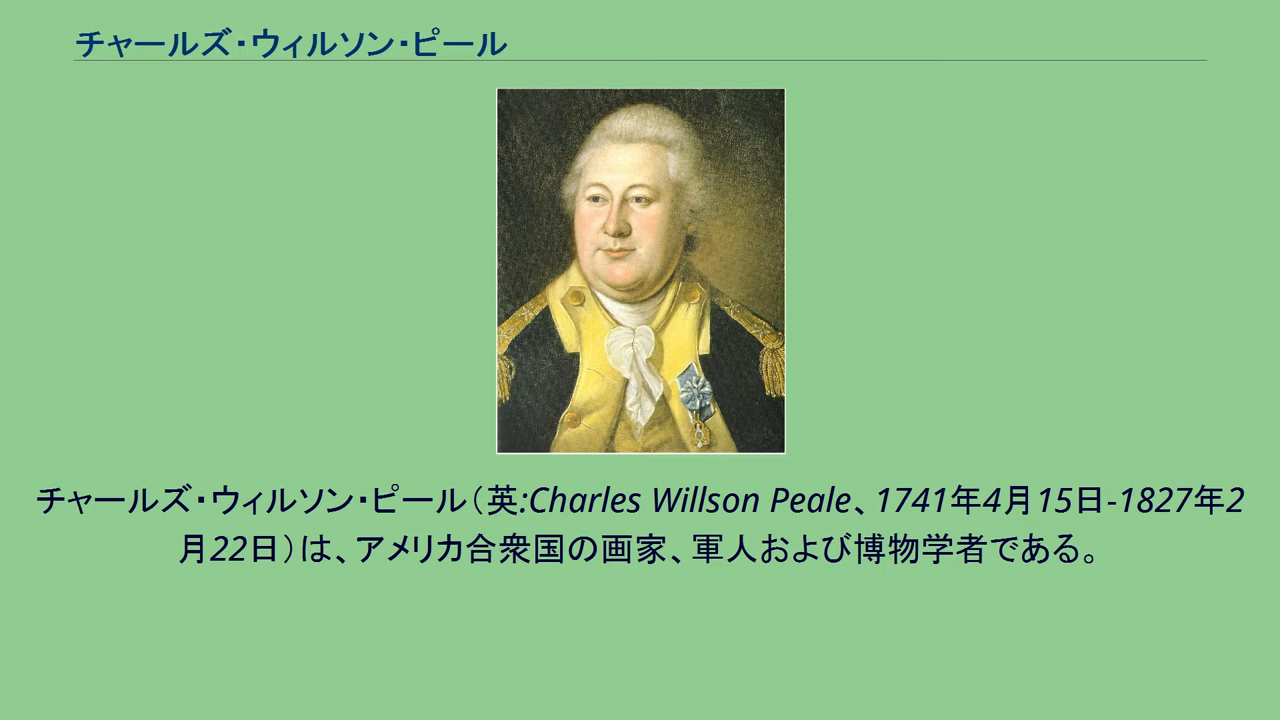 チャールズ・ウィルソン・ピール
チャールズ・ウィルソン・ピール（英:Charles Willson Peale、1741年4月15日-1827年2
月22日）は、アメリカ合衆国の画家、軍人および博物学者である。